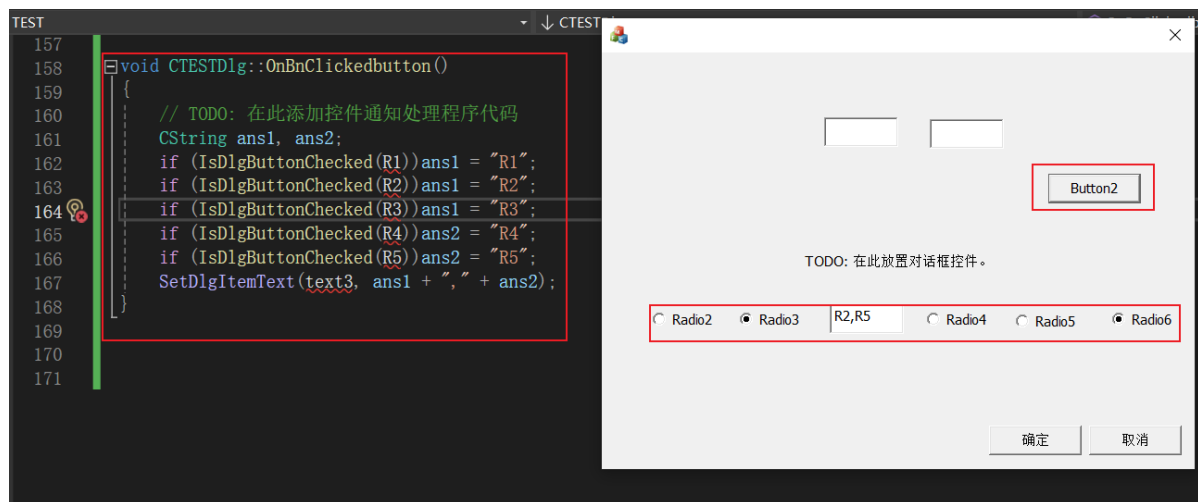 TEST
CTEST
157
158 void CTESTDlg::OnBnClickedbutton()
159 {
160 // TODO: 在此添加控件通知处理程序代码
161 CString ans1, ans2;
162 if (IsDlgButtonChecked(R1))ans1 = "R1";
163 if (IsDlgButtonChecked(R2))ans1 = "R2";
164 if (IsDlgButtonChecked(R3))ans1 = "R3";
165 if (IsDlgButtonChecked(R4))ans2 = "R4";
166 if (IsDlgButtonChecked(R5))ans2 = "R5";
167 SetDlgItemText(text3, ans1 + "," + ans2);
168 }
169
170
171
Button2
TODO: 在此放置对话框控件。
Radio2 Radio3 R2,R5 Radio4 Radio5 Radio6
确定 取消